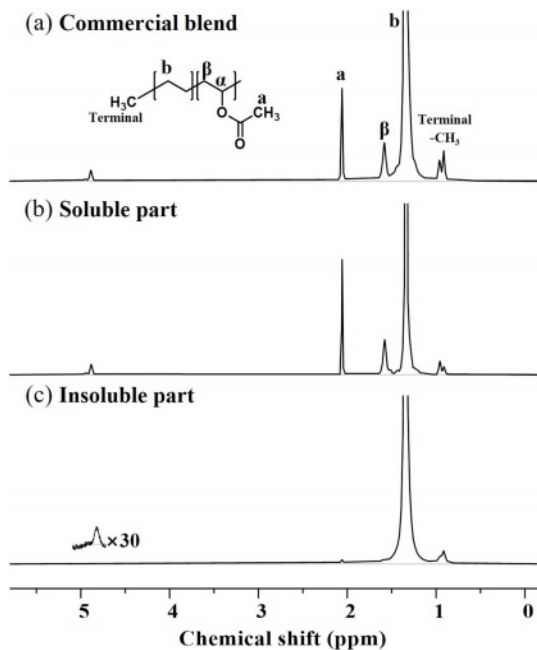 (a) Commercial blend
b
β
α
a
H₃C
Terminal
O
O
CH₃
a
β
b
Terminal
-CH₃
(b) Soluble part
(c) Insoluble part
×30
5 4 3 2 1 0
Chemical shift (ppm)